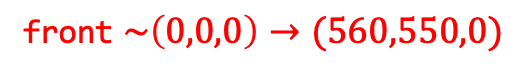 front ~(0,0,0) → (560,550,0)